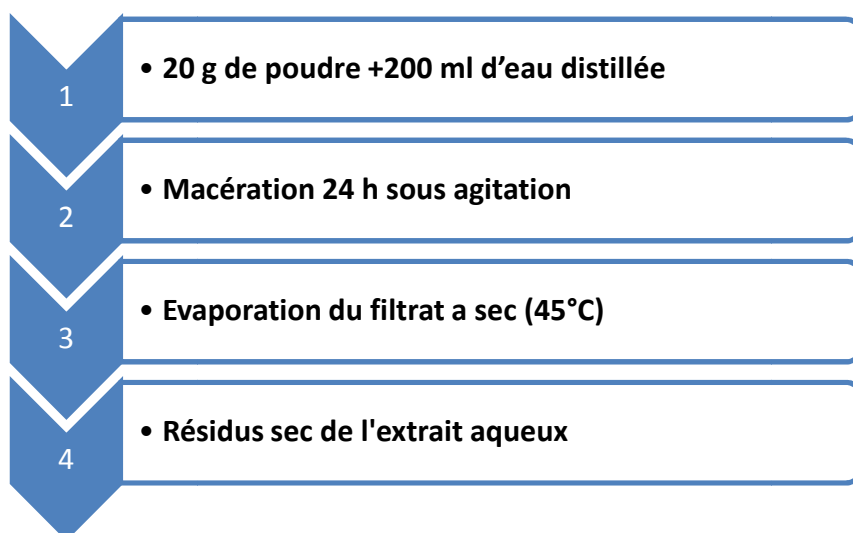 1
• 20 g de poudre +200 ml d’eau distillée
2
• Macération 24 h sous agitation
3
• Evaporation du filtrat a sec (45°C)
4
• Résidus sec de l'extrait aqueux